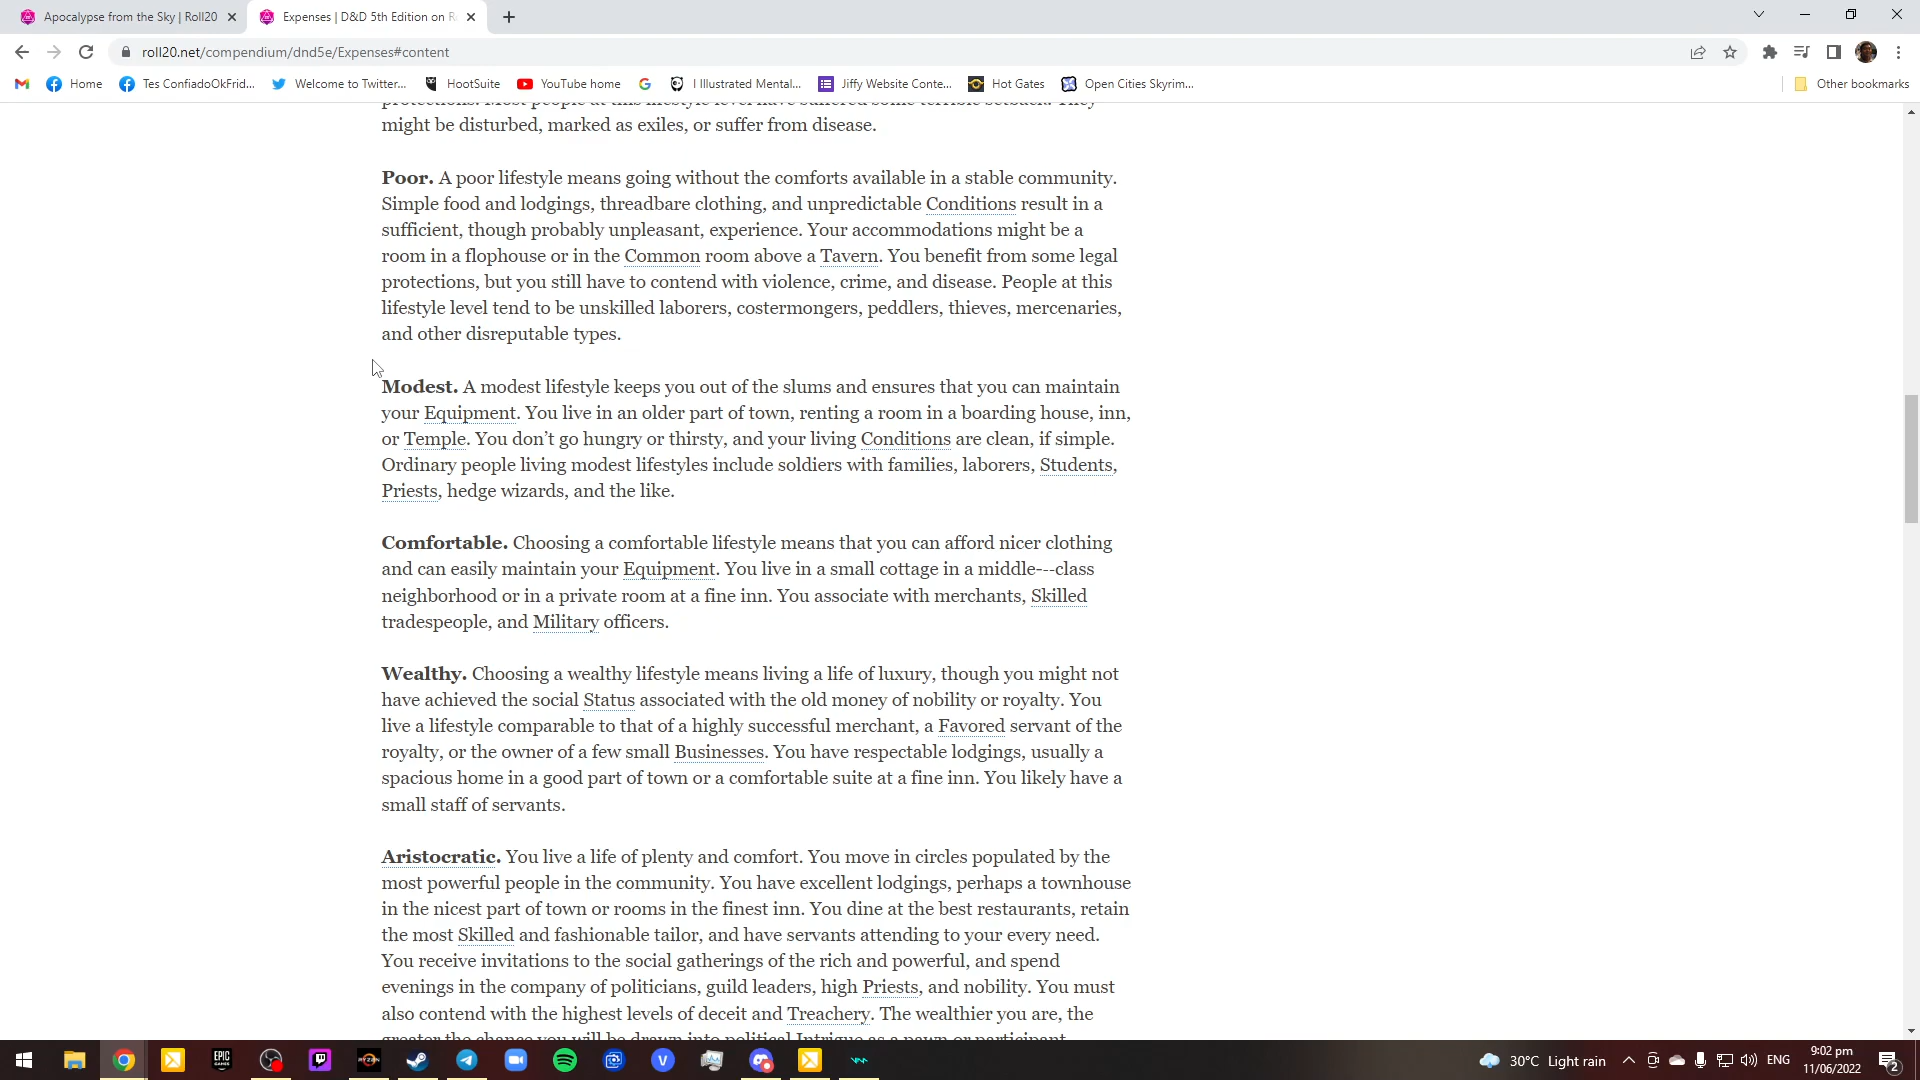 Apocalypse from the Sky | Roll20
Expenses | D&D 5th Edition on R
roll20.net/compendium/dnd5e/Expenses#content
Home
Tes ConfiadoOkFrid...
Welcome to Twitter...
HootSuite
YouTube home
I Illustrated Mental...
Jiffy Website Conte...
Hot Gates
Open Cities Skyrim...
Other bookmarks
might be disturbed, marked as exiles, or suffer from disease.
Poor. A poor lifestyle means going without the comforts available in a stable community.
Simple food and lodgings, threadbare clothing, and unpredictable Conditions result in a
sufficient, though probably unpleasant, experience. Your accommodations might be a
room in a flophouse or in the Common room above a Tavern. You benefit from some legal
protections, but you still have to contend with violence, crime, and disease. People at this
lifestyle level tend to be unskilled laborers, costermongers, peddlers, thieves, mercenaries,
and other disreputable types.
Modest. A modest lifestyle keeps you out of the slums and ensures that you can maintain
your Equipment. You live in an older part of town, renting a room in a boarding house, inn,
or Temple. You don’t go hungry or thirsty, and your living Conditions are clean, if simple.
Ordinary people living modest lifestyles include soldiers with families, laborers, Students,
Priests, hedge wizards, and the like.
Comfortable. Choosing a comfortable lifestyle means that you can afford nicer clothing
and can easily maintain your Equipment. You live in a small cottage in a middle---class
neighborhood or in a private room at a fine inn. You associate with merchants, Skilled
tradespeople, and Military officers.
Wealthy. Choosing a wealthy lifestyle means living a life of luxury, though you might not
have achieved the social Status associated with the old money of nobility or royalty. You
live a lifestyle comparable to that of a highly successful merchant, a Favored servant of the
royalty, or the owner of a few small Businesses. You have respectable lodgings, usually a
spacious home in a good part of town or a comfortable suite at a fine inn. You likely have a
small staff of servants.
Aristocratic. You live a life of plenty and comfort. You move in circles populated by the
most powerful people in the community. You have excellent lodgings, perhaps a townhouse
in the nicest part of town or rooms in the finest inn. You dine at the best restaurants, retain
the most Skilled and fashionable tailor, and have servants attending to your every need.
You receive invitations to the social gatherings of the rich and powerful, and spend
evenings in the company of politicians, guild leaders, high Priests, and nobility. You must
also contend with the highest levels of deceit and Treachery. The wealthier you are, the
greater the chance you will be drawn into political Intrigue as a pawn or participant.
EPIC GAMES
RYZEN
30°C Light rain
ENG
9:02 pm
11/06/2022
2